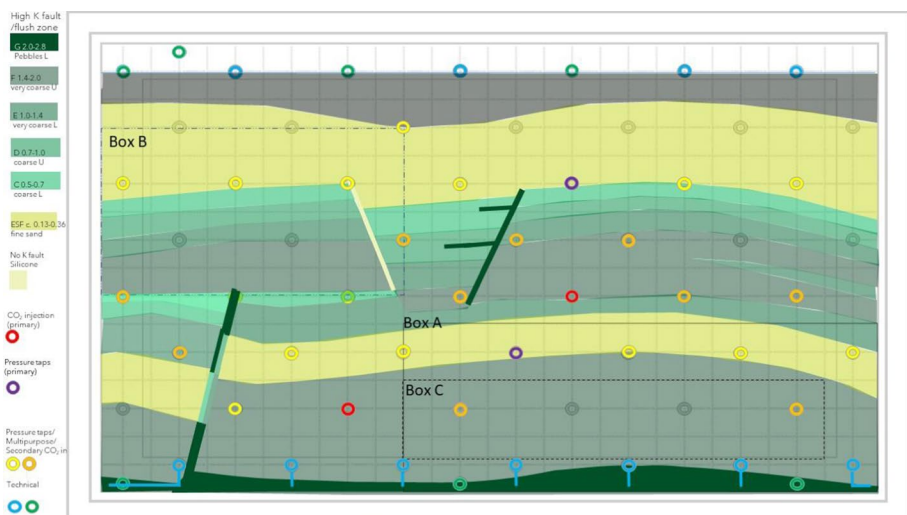 High K fault
/flush zone
G 2.0-2.8
Pebbles L
F 1.4-2.0
very coarse U
E 1.0-1.4
very coarse L
D 0.7-1.0
coarse U
C 0.5-0.7
coarse L
ESF c. 0.13-0.36
fine sand
No K fault
Silicone
CO₂ injection
(primary)
Pressure taps
(primary)
Pressure taps/
Multipurpose/
Secondary CO₂ in
Technical
Box B
Box A
Box C